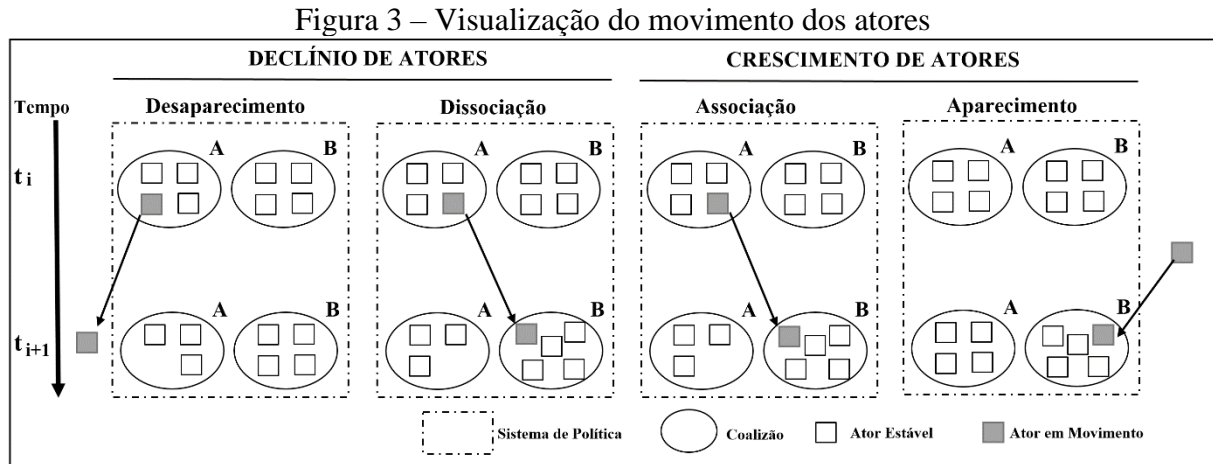 Figura 3 – Visualização do movimento dos atores
DECLÍNIO DE ATORES CRESCIMENTO DE ATORES
Tempo Desaparecimento Dissociação Associação Aparecimento
A B A B A B A B
t i
A B A B A B A B
t i+1
Sistema de Política Coalizão Ator Estável Ator em Movimento